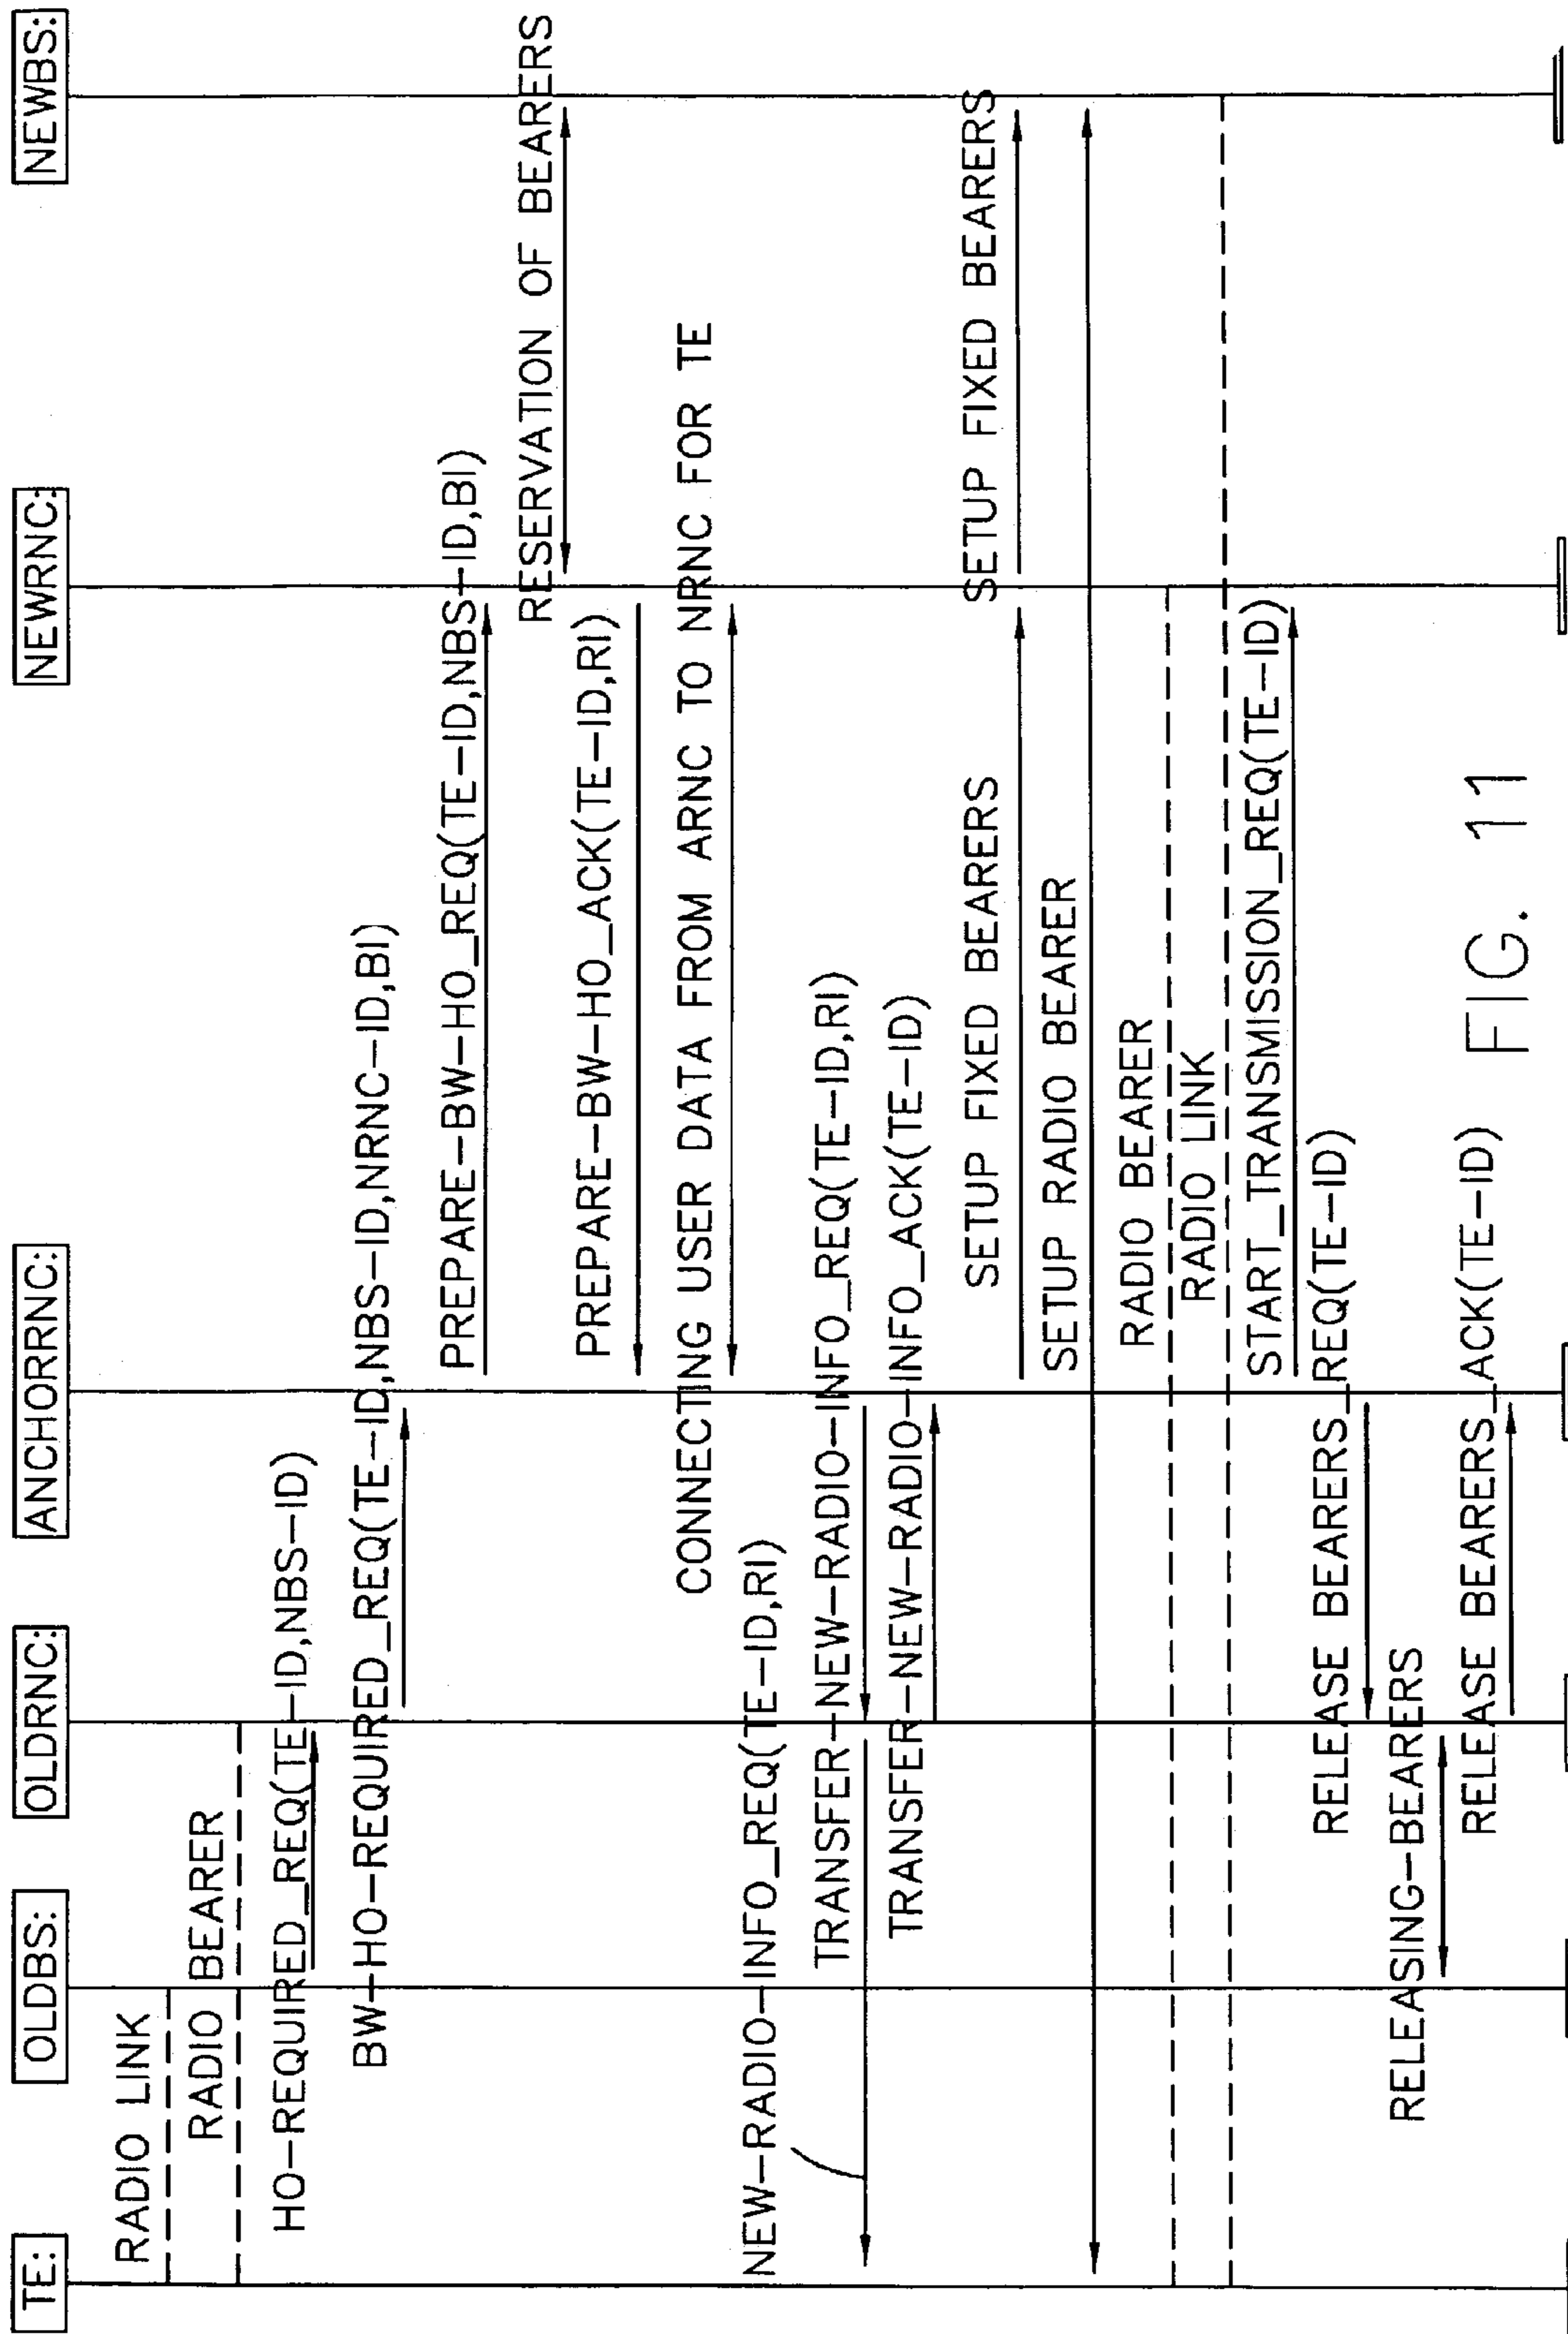 TE:
OLDBS:
OLDRNC:
ANCHORRNC:
NEWRNC:
NEWBS:
RADIO LINK
RADIO BEARER
HO-REQUIRED_REQ(TE-ID,NBS-ID)
BW-HO-REQUIRED_REQ(TE-ID,NBS-ID,NRNC-ID,BI)
PREPARE-BW-HO_REQ(TE-ID,NBS-ID,BI)
RESERVATION OF BEARERS
PREPARE-BW-HO_ACK(TE-ID,RI)
CONNECTING USER DATA FROM ARNC TO NRNC FOR TE
NEW-RADIO-INFO_REQ(TE-ID,RI)
TRANSFER-NEW-RADIO-INFO_REQ(TE-ID,RI)
TRANSFER-NEW-RADIO-INFO_ACK(TE-ID)
SETUP FIXED BEARERS
SETUP FIXED BEARERS
SETUP RADIO BEARER
RADIO BEARER
RADIO LINK
START_TRANSMISSION_REQ(TE-ID)
RELEASE BEARERS_REQ(TE-ID)
RELEASING-BEARERS
RELEASE BEARERS_ACK(TE-ID)
FIG. 11